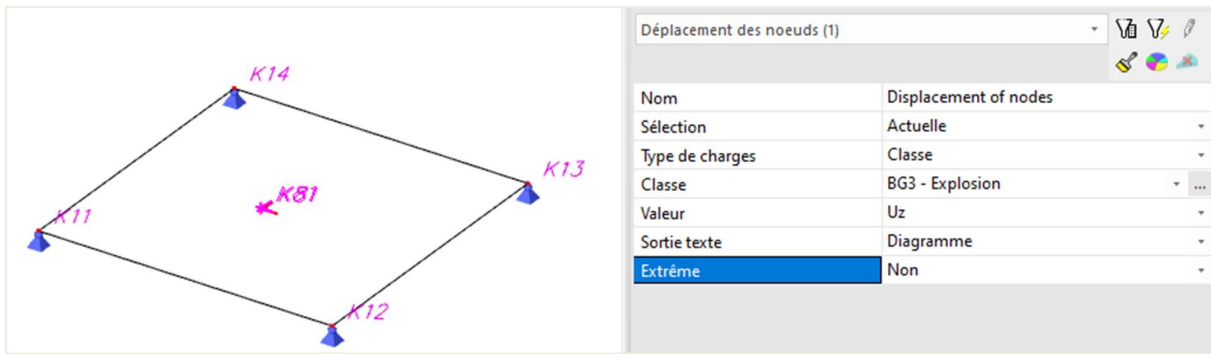 K14
K13
K81
K11
K12
Déplacement des noeuds (1)
Nom Displacement of nodes
Sélection Actuelle
Type de charges Classe
Classe BG3 - Explosion ...
Valeur Uz
Sortie texte Diagramme
Extrême Non